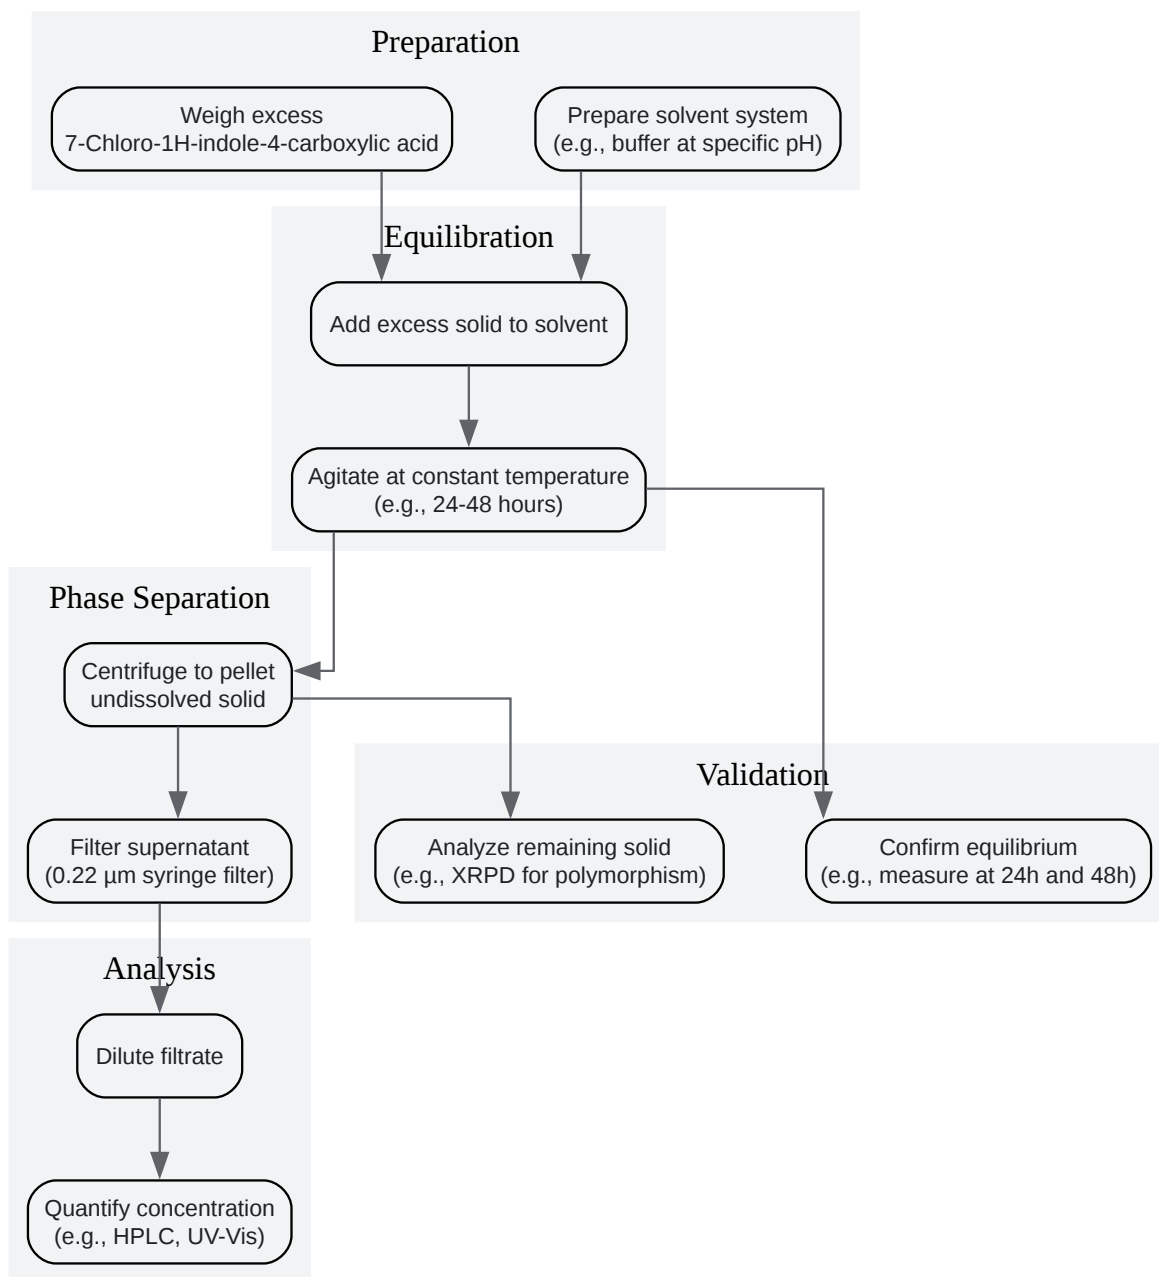 Preparation
Weigh excess
7-Chloro-1H-indole-4-carboxylic acid
Prepare solvent system
(e.g., buffer at specific pH)
Equilibration
Add excess solid to solvent
Agitate at constant temperature
(e.g., 24-48 hours)
Phase Separation
Centrifuge to pellet
undissolved solid
Filter supernatant
(0.22 µm syringe filter)
Validation
Analyze remaining solid
(e.g., XRPD for polymorphism)
Confirm equilibrium
(e.g., measure at 24h and 48h)
Analysis
Dilute filtrate
Quantify concentration
(e.g., HPLC, UV-Vis)